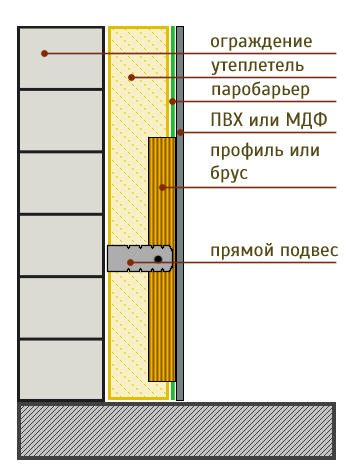 ограждение
утеплетель
паробарьер
ПВХ или МДФ
профиль или
брус
прямой подвес